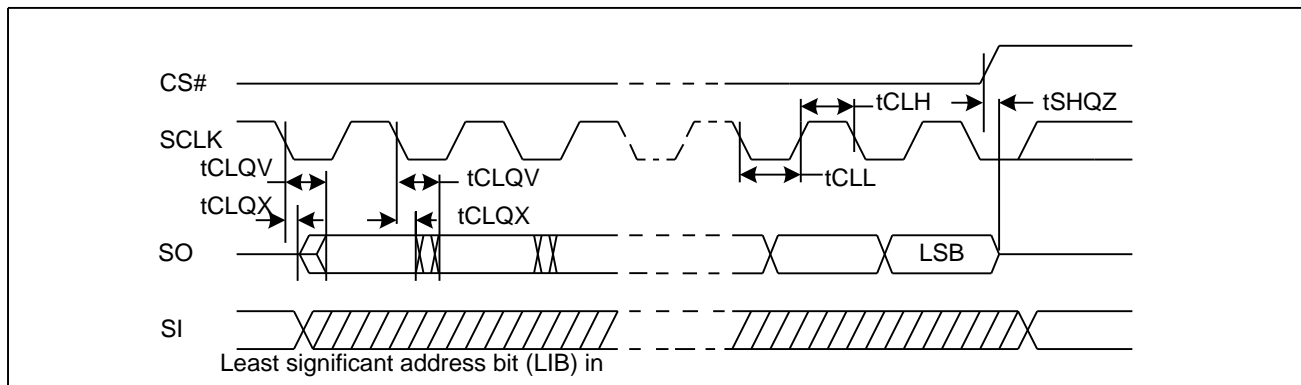 CS#
tCLH
tSHQZ
SCLK
tCLQV
tCLQV
tCLL
tCLQX
tCLQX
SO
LSB
SI
Least significant address bit (LIB) in